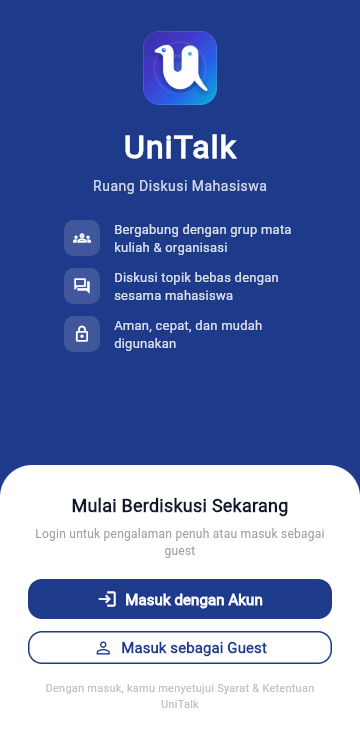 UniTalk
Ruang Diskusi Mahasiswa
Bergabung dengan grup mata
kuliah & organisasi
Diskusi topik bebas dengan
sesama mahasiswa
Aman, cepat, dan mudah
digunakan
Mulai Berdiskusi Sekarang
Login untuk pengalaman penuh atau masuk sebagai
guest
Masuk dengan Akun
Masuk sebagai Guest
Dengan masuk, kamu menyetujui Syarat & Ketentuan
UniTalk